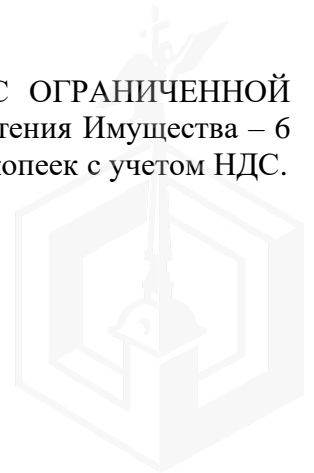 С ОГРАНИЧЕННОЙ
тения Имущества – 6
копеек с учетом НДС.